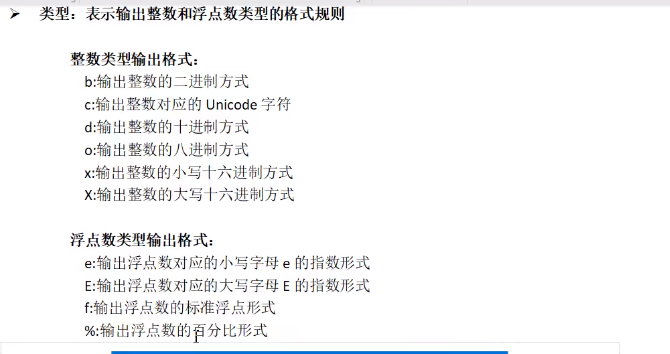 ➢ 类型：表示输出整数和浮点数类型的格式规则
整数类型输出格式：
b:输出整数的二进制方式
c:输出整数对应的 Unicode 字符
d:输出整数的十进制方式
o:输出整数的八进制方式
x:输出整数的小写十六进制方式
X:输出整数的大写十六进制方式
浮点数类型输出格式：
e:输出浮点数对应的小写字母 e 的指数形式
E:输出浮点数对应的大写字母 E 的指数形式
f:输出浮点数的标准浮点形式
%:输出浮点数的百分比形式